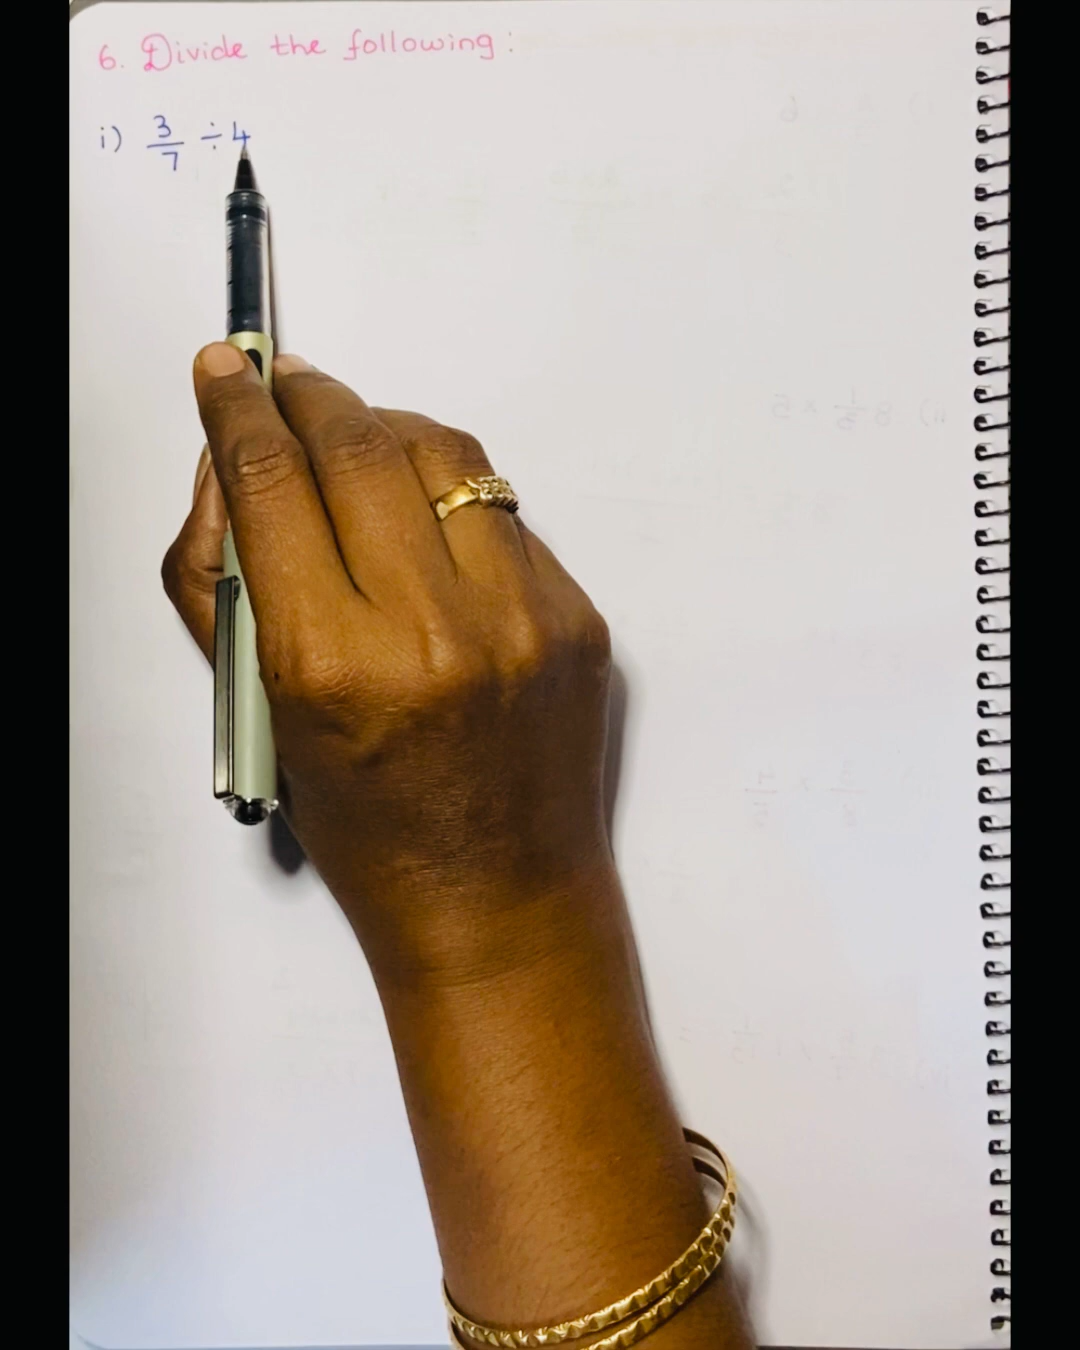 6. Divide the following :
i) 3/7 ÷ 4